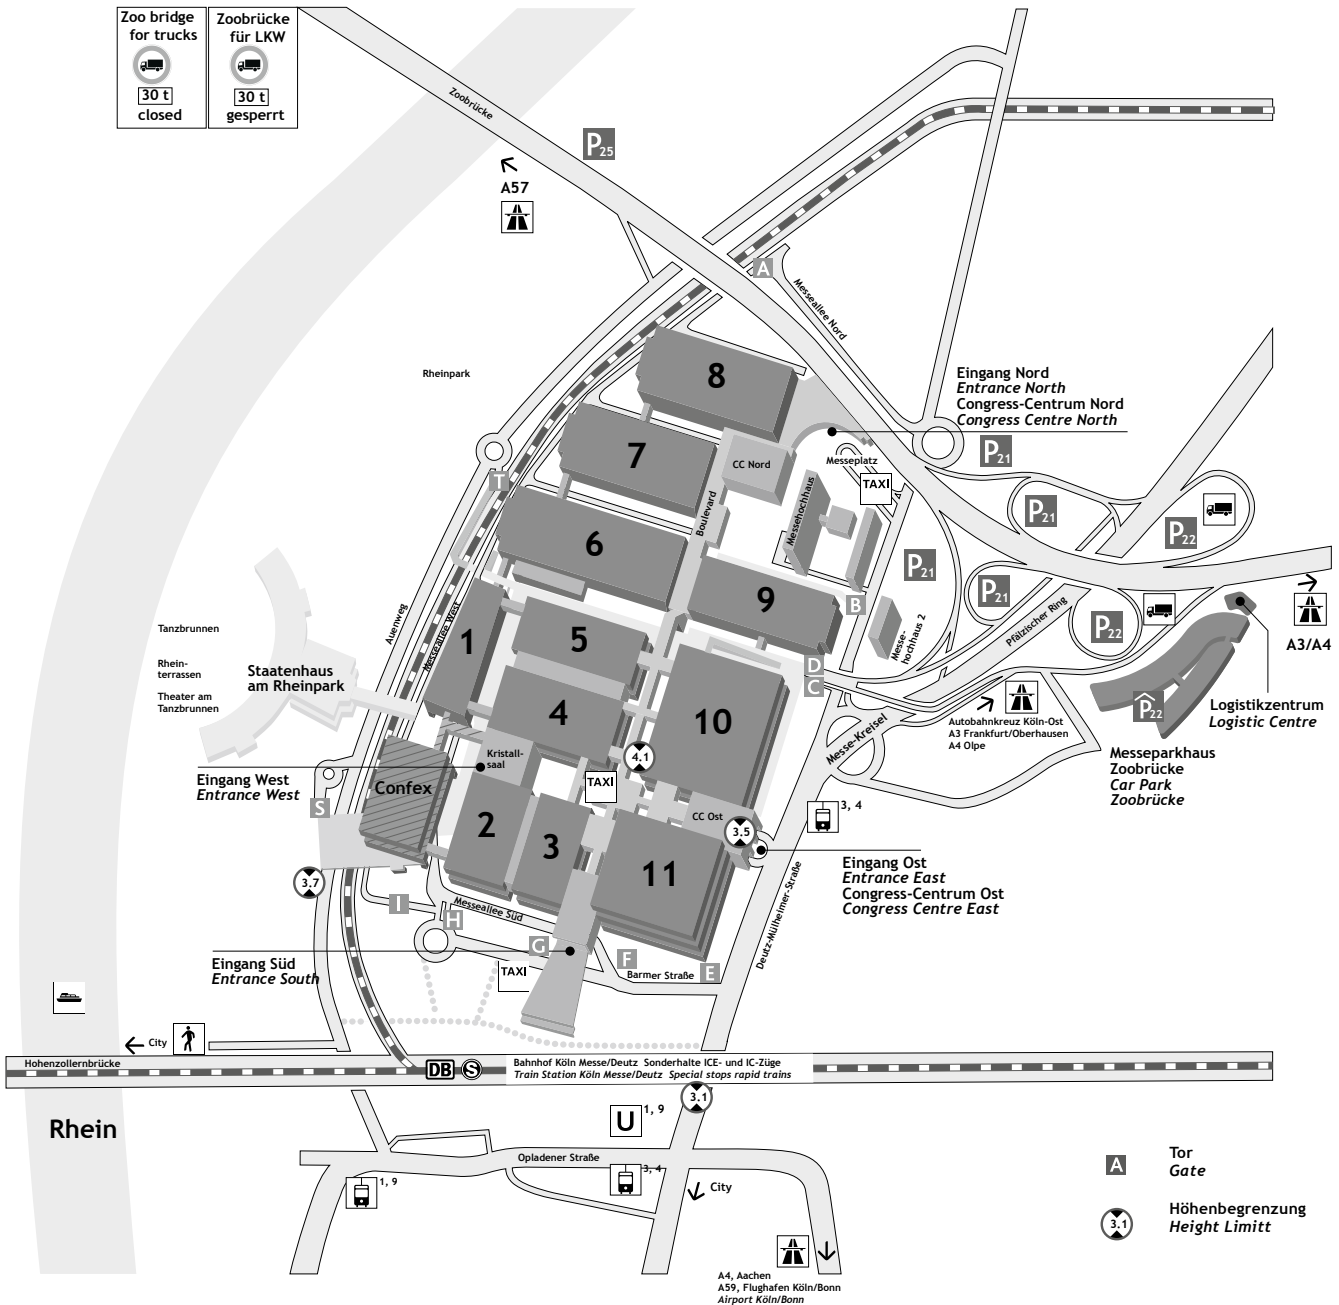 Zoo bridge
for trucks
30 t
closed
Zoobrücke
für LKW
30 t
gesperrt
Zoobrücke
P25
A57
A
Messeallee Nord
Rheinpark
8
7
6
Eingang Nord
Entrance North
Congress-Centrum Nord
Congress Centre North
P21
CC Nord
Messeplatz
TAXI
T
Boulevard
Messehochhaus
P21
P22
P21
P21
P22
9
B
Messe-
hochhaus 2
Pfälzischer Ring
A3/A4
Auenweg
Messeallee West
1
5
4
10
D
C
Tanzbrunnen
Rhein-
terrassen
Theater am
Tanzbrunnen
Staatenhaus
am Rheinpark
Autobahnkreuz Köln-Ost
A3 Frankfurt/Oberhausen
A4 Olpe
P22
Logistikzentrum
Logistic Centre
Messeparkhaus
Zoobrücke
Car Park
Zoobrücke
Messe-Kreisel
Kristall-
saal
4.1
TAXI
Eingang West
Entrance West
Confex
S
2
3
11
CC Ost
3.5
3, 4
Eingang Ost
Entrance East
Congress-Centrum Ost
Congress Centre East
3.7
I
H
Messeallee Süd
G
F
E
Barmer Straße
Deutz-Mülheimer-Straße
TAXI
Eingang Süd
Entrance South
City
Hohenzollernbrücke
DB
S
Bahnhof Köln Messe/Deutz Sonderhalte ICE- und IC-Züge
Train Station Köln Messe/Deutz Special stops rapid trains
3.1
Rhein
U
1, 9
Opladener Straße
1, 9
3, 4
City
A4, Aachen
A59, Flughafen Köln/Bonn
Airport Köln/Bonn
A
Tor
Gate
3.1
Höhenbegrenzung
Height Limitt